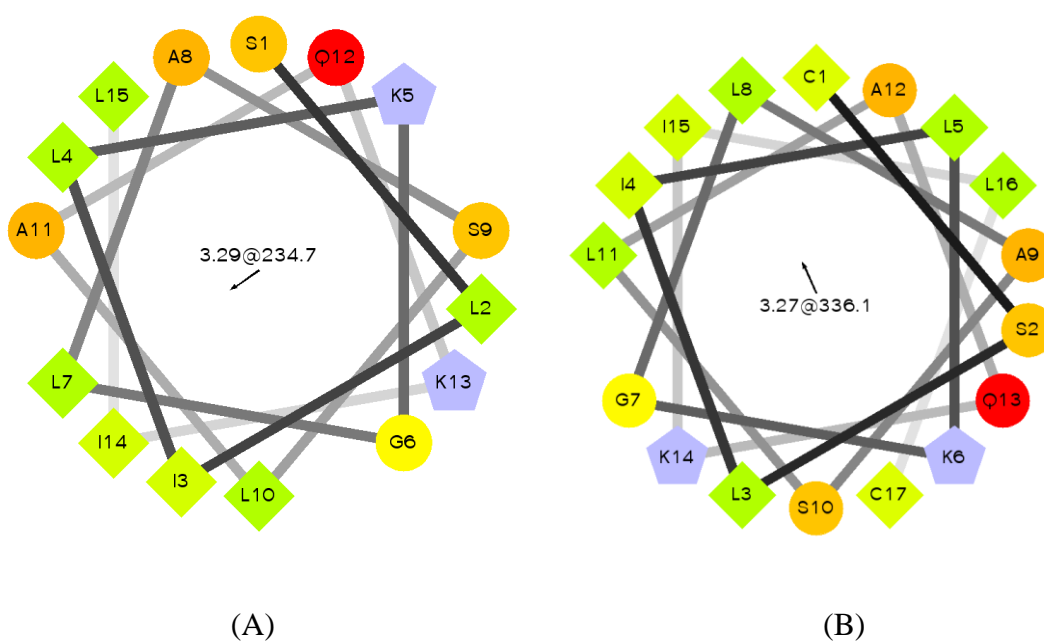 S1
A8
Q12
L15
K5
L4
A11
S9
3.29@234.7
L2
L7
K13
I14
G6
I3
L10
(A)
C1
L8
A12
I15
L5
I4
L16
L11
A9
3.27@336.1
S2
G7
Q13
K14
K6
L3
C17
S10
(B)